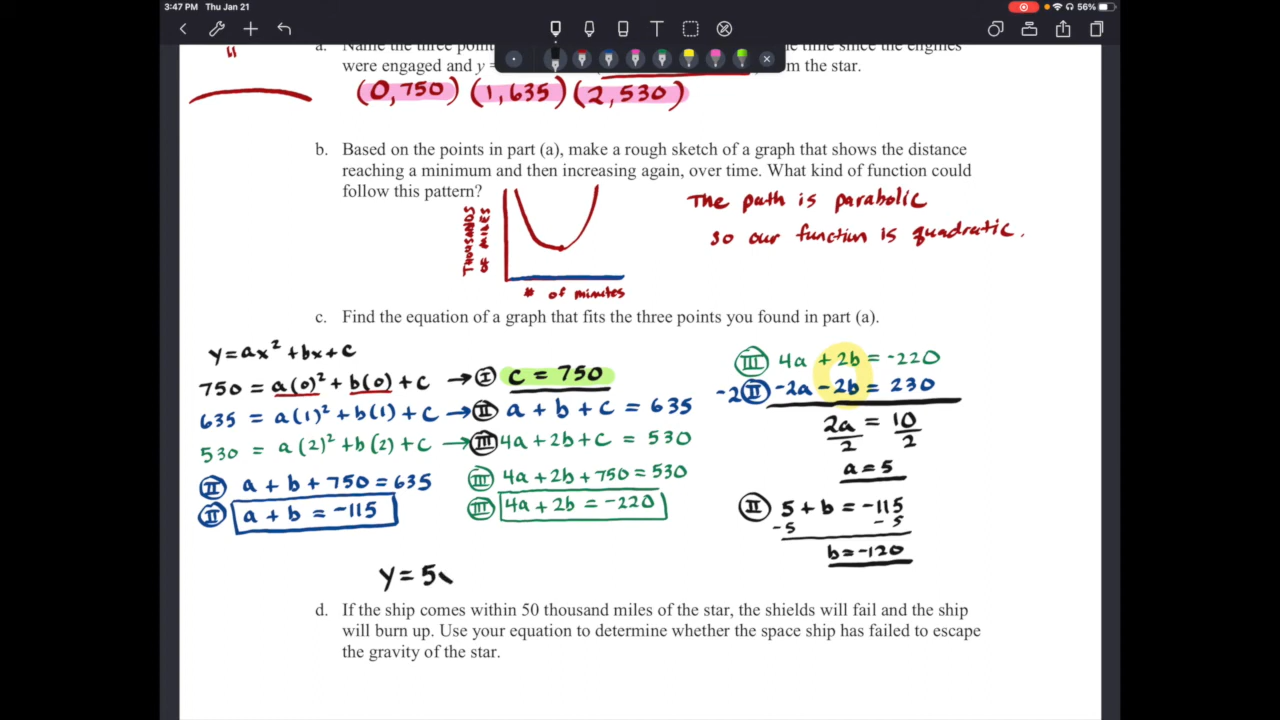 3:47 PM Thu Jan 21
56%
T
a. Name the three point
he time since the engines
were engaged and y =
m the star.
(0,750) (1,635) (2,530)
b. Based on the points in part (a), make a rough sketch of a graph that shows the distance
reaching a minimum and then increasing again, over time. What kind of function could
follow this pattern?
The path is parabolic
so our function is quadratic.
THOUSANDS
OF MILES
# of minutes
c. Find the equation of a graph that fits the three points you found in part (a).
y=ax²+bx+c
750 = a(0)² + b(0) + c → I c = 750
635 = a(1)² + b(1) + c → II a + b + c = 635
530 = a(2)² + b(2) + c → III 4a + 2b + c = 530
II a + b + 750 = 635
II a + b = -115
III 4a + 2b + 750 = 530
III 4a + 2b = -220
III 4a + 2b = -220
-2 II -2a - 2b = 230
2a = 10
2 2
a = 5
II 5 + b = -115
-5 -5
b = -120
y = 5
d. If the ship comes within 50 thousand miles of the star, the shields will fail and the ship
will burn up. Use your equation to determine whether the space ship has failed to escape
the gravity of the star.